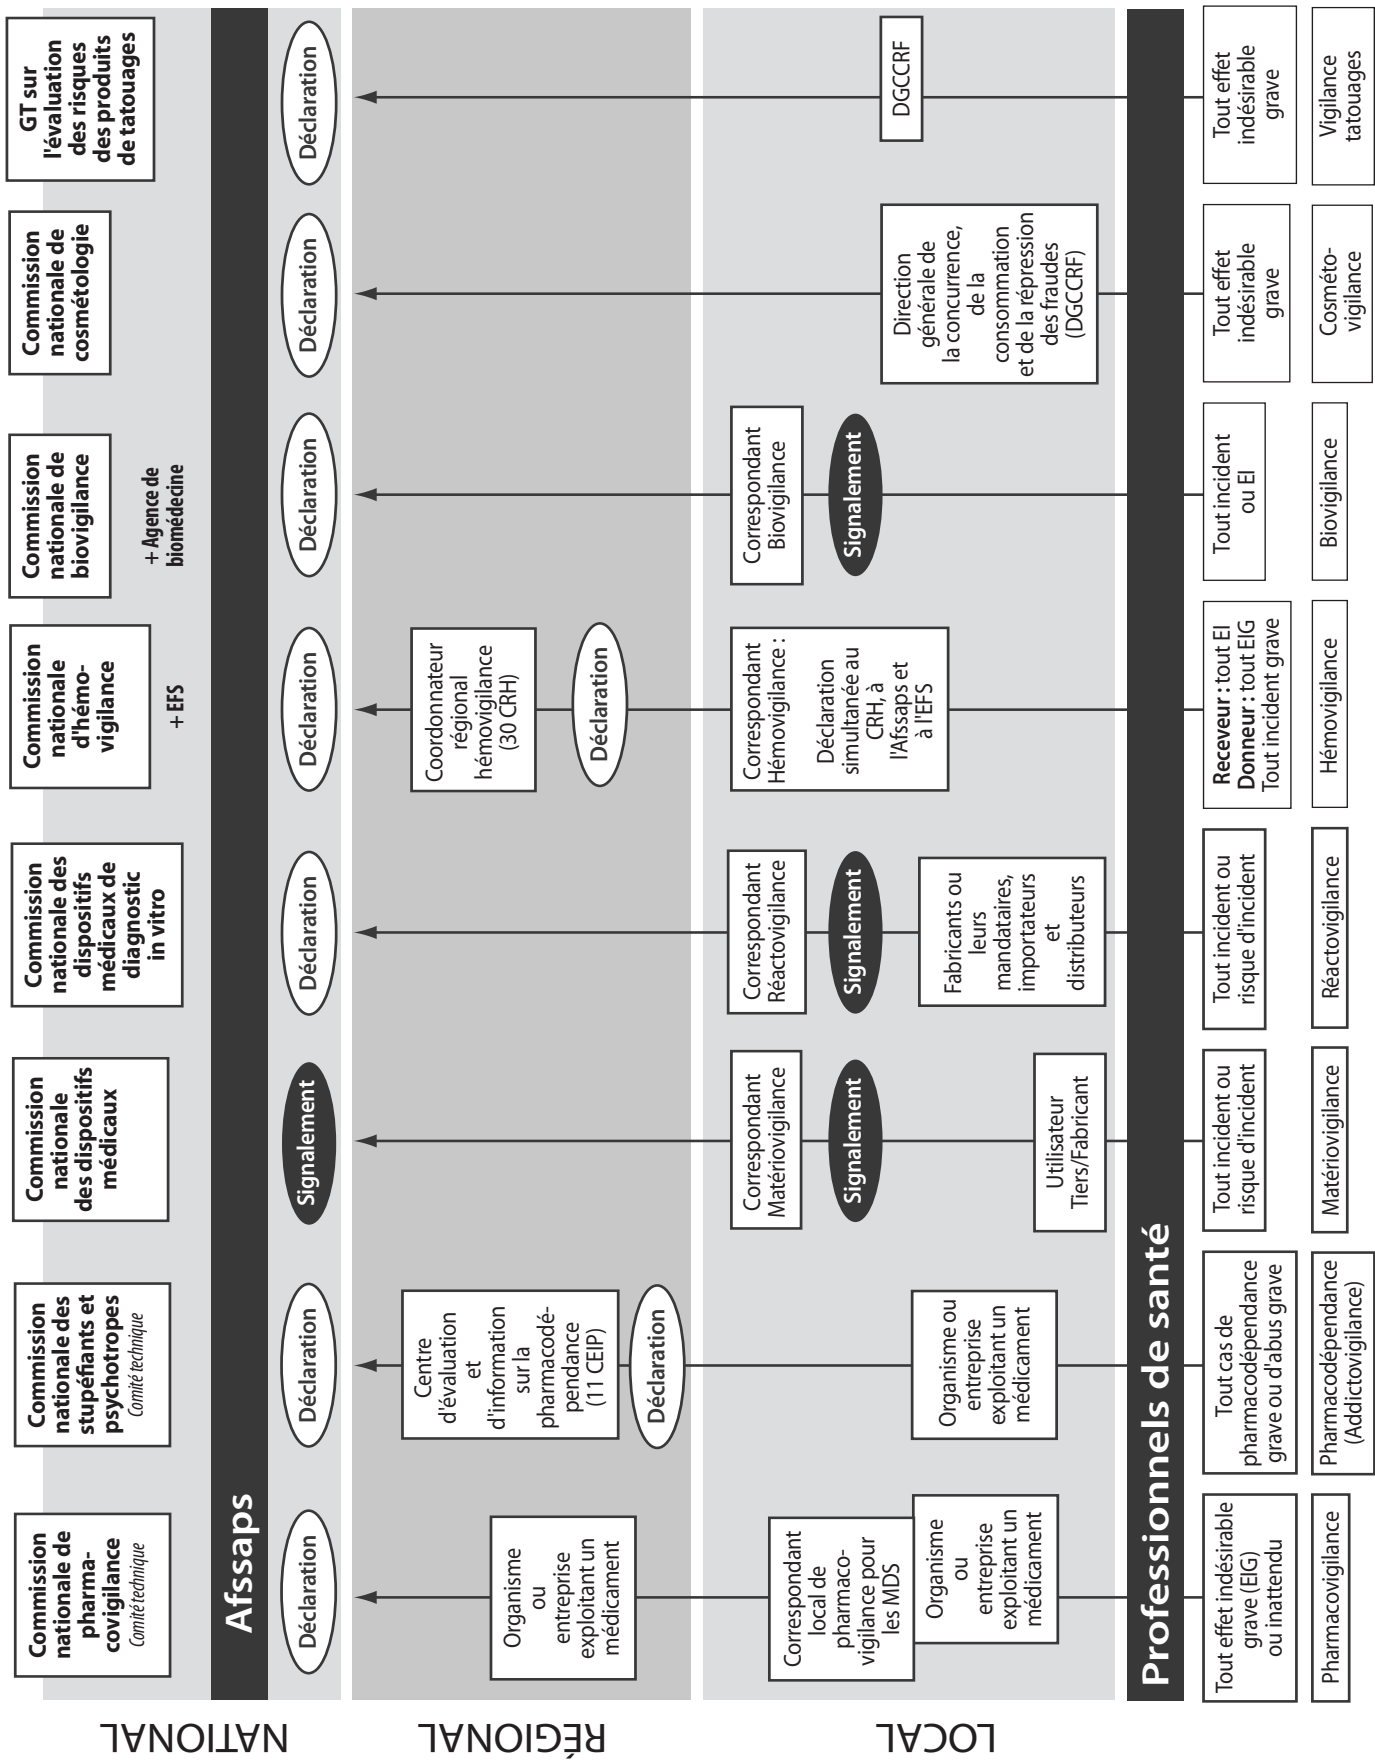 NATIONAL
RÉGIONAL
LOCAL
Commission
nationale de
pharma-
covigilance
Comité technique
Commission
nationale des
stupéfiants et
psychotropes
Comité technique
Commission
nationale
des dispositifs
médicaux
Commission
nationale des
dispositifs
médicaux de
diagnostic
in vitro
Commission
nationale
d'hémo-
vigilance
+ EFS
Commission
nationale de
biovigilance
+ Agence de
biomédecine
Commission
nationale de
cosmétologie
GT sur
l'évaluation
des risques
des produits
de tatouages
Afssaps
Déclaration
Déclaration
Signalement
Déclaration
Déclaration
Déclaration
Déclaration
Déclaration
Organisme
ou
entreprise
exploitant un
médicament
Centre
d'évaluation
et
d'information
sur la
pharmacodé-
pendance
(11 CEIP)
Déclaration
Coordonnateur
régional
hémovigilance
(30 CRH)
Déclaration
Correspondant
local de
pharmaco-
vigilance pour
les MDS
Organisme
ou
entreprise
exploitant un
médicament
Organisme ou
entreprise
exploitant un
médicament
Correspondant
Matériovigilance
Signalement
Utilisateur
Tiers/Fabricant
Correspondant
Réactovigilance
Signalement
Fabricants ou
leurs
mandataires,
importateurs
et
distributeurs
Correspondant
Hémovigilance :
Déclaration
simultanée au
CRH, à
l'Afssaps et
à l'EFS
Correspondant
Biovigilance
Signalement
Direction
générale de
la concurrence,
de la
consommation
et de la répression
des fraudes
(DGCCRF)
DGCCRF
Professionnels de santé
Tout effet indésirable
grave (EIG)
ou inattendu
Tout cas de
pharmacodépendance
grave ou d'abus grave
Tout incident ou
risque d'incident
Tout incident ou
risque d'incident
Receveur : tout EI
Donneur : tout EIG
Tout incident grave
Tout incident
ou EI
Tout effet
indésirable
grave
Tout effet
indésirable
grave
Pharmacovigilance
Pharmacodépendance
(Addictovigilance)
Matériovigilance
Réactovigilance
Hémovigilance
Biovigilance
Cosméto-
vigilance
Vigilance
tatouages